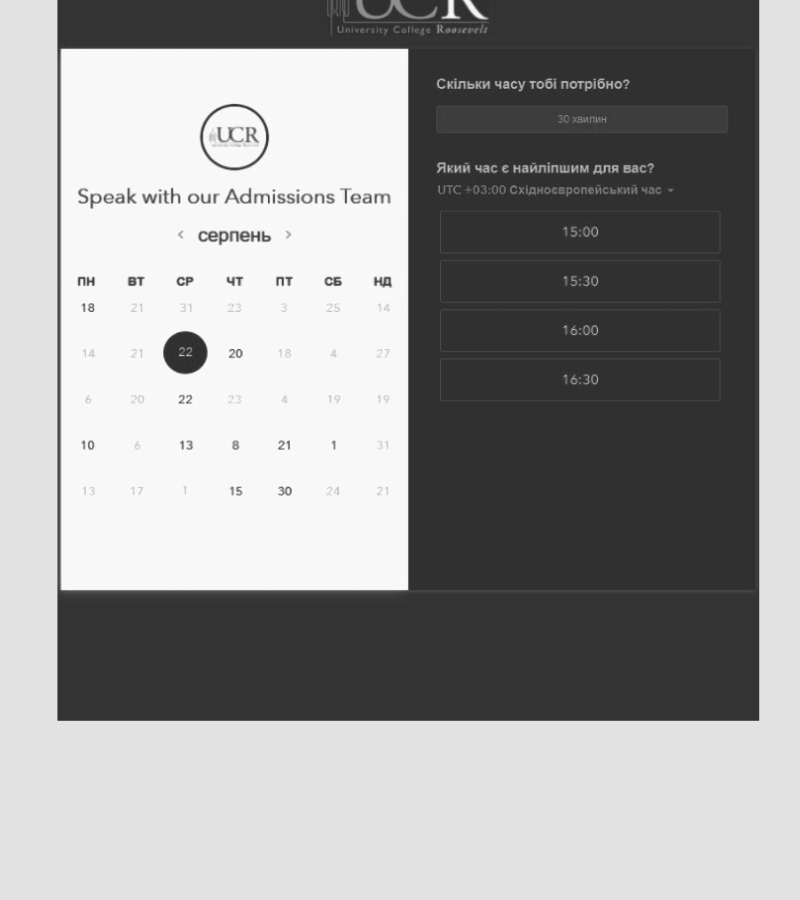 UCR
University College Roosevelt
UCR
Speak with our Admissions Team
< серпень >
ПН ВТ СР ЧТ ПТ СБ НД
18 21 31 23 3 25 14
14 21 22 20 18 4 27
6 20 22 23 4 19 19
10 6 13 8 21 1 31
13 17 1 15 30 24 21
Скільки часу тобі потрібно?
30 хвилин
Який час є найліпшим для вас?
UTC +03:00 Східноєвропейський час
15:00
15:30
16:00
16:30